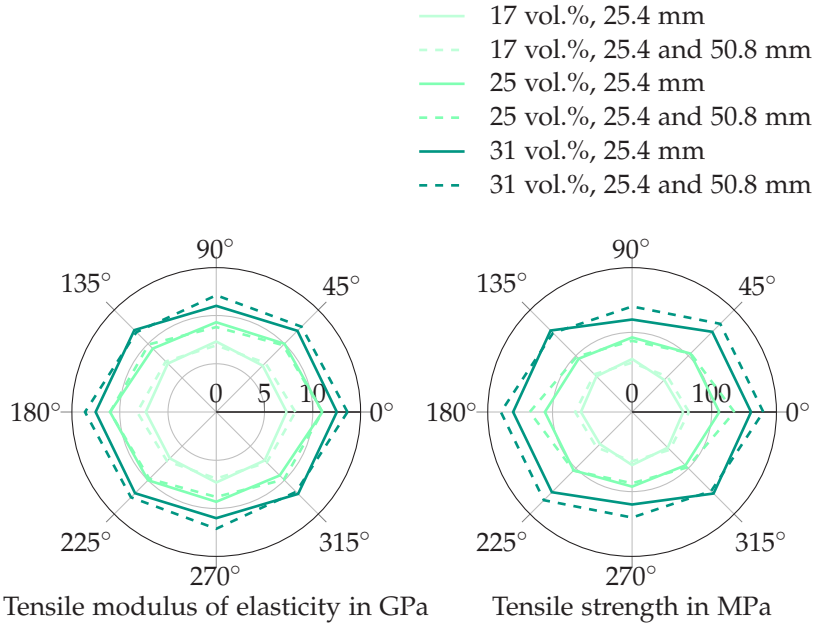 17 vol.%, 25.4 mm
17 vol.%, 25.4 and 50.8 mm
25 vol.%, 25.4 mm
25 vol.%, 25.4 and 50.8 mm
31 vol.%, 25.4 mm
31 vol.%, 25.4 and 50.8 mm
90°
135°
45°
180°
0
5
10
0°
225°
315°
270°
Tensile modulus of elasticity in GPa
90°
135°
45°
180°
0
100
0°
225°
315°
270°
Tensile strength in MPa